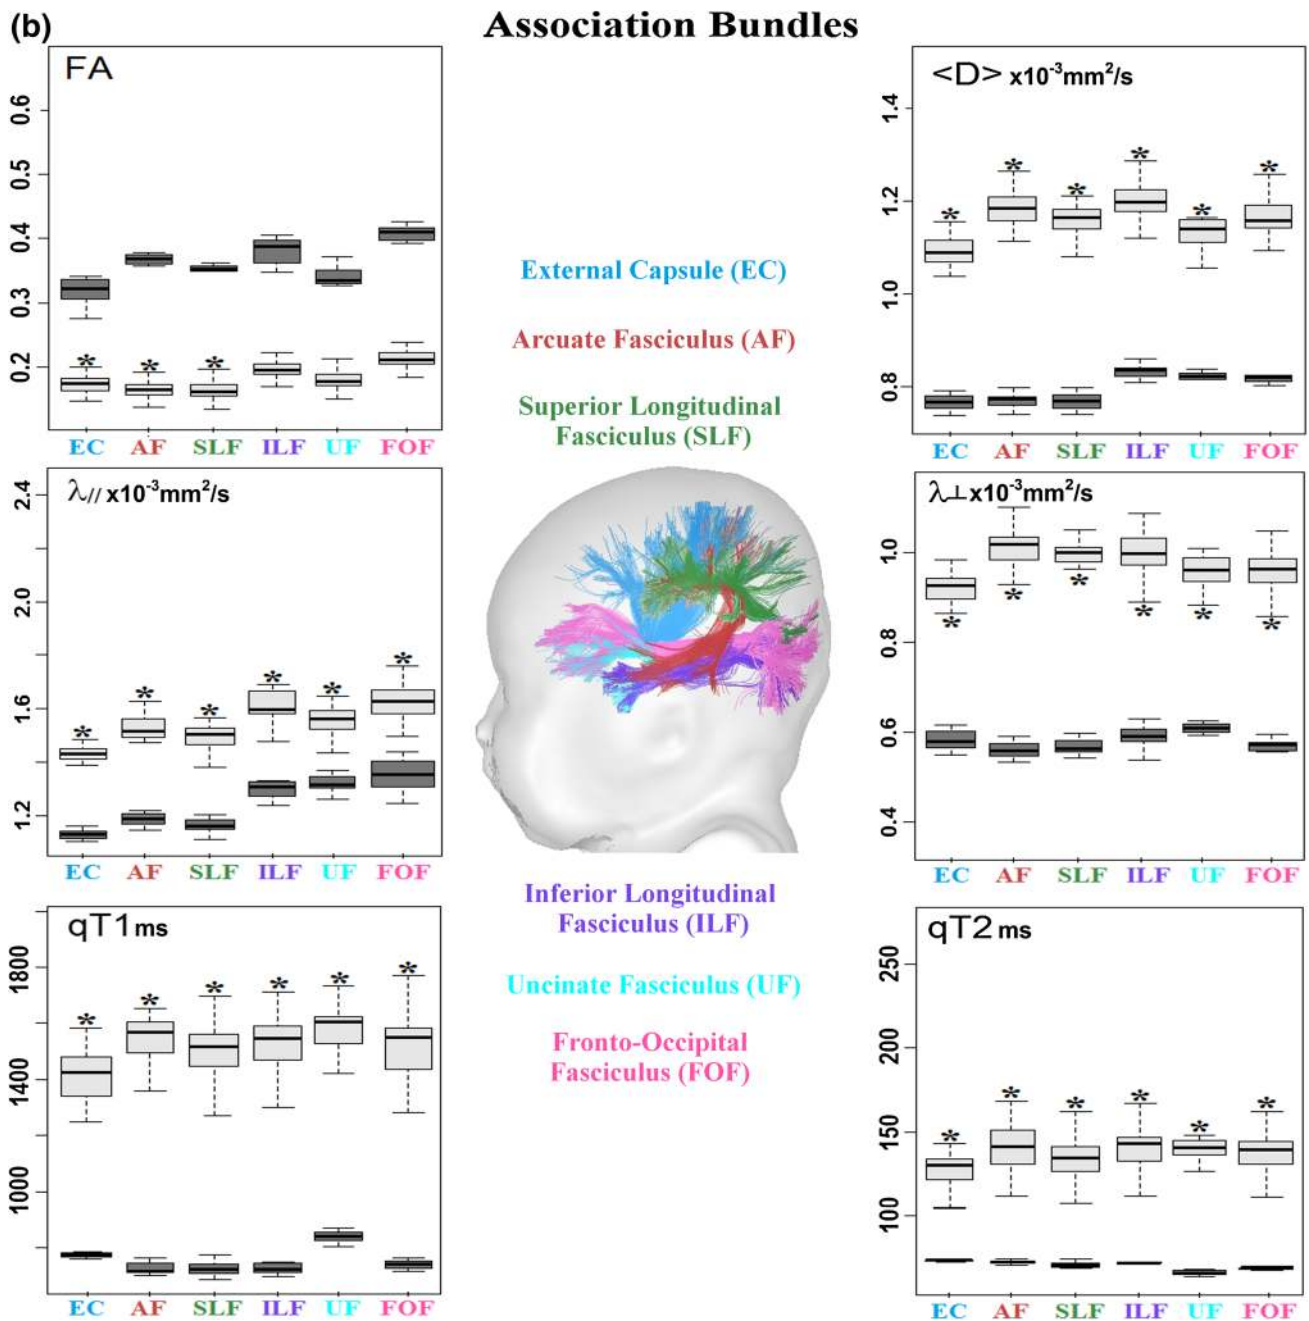 (b)
Association Bundles
FA
0.6
0.5
0.4
0.3
0.2
EC AF SLF ILF UF FOF
<D> x10-3mm2/s
1.4
1.2
1.0
0.8
EC AF SLF ILF UF FOF
External Capsule (EC)
Arcuate Fasciculus (AF)
Superior Longitudinal
Fasciculus (SLF)
λ// x10-3mm2/s
2.4
2.0
1.6
1.2
EC AF SLF ILF UF FOF
λ⊥x10-3mm2/s
1.0
0.8
0.6
0.4
EC AF SLF ILF UF FOF
Inferior Longitudinal
Fasciculus (ILF)
Uncinate Fasciculus (UF)
Fronto-Occipital
Fasciculus (FOF)
qT1 ms
1800
1400
1000
EC AF SLF ILF UF FOF
qT2 ms
250
200
150
100
EC AF SLF ILF UF FOF